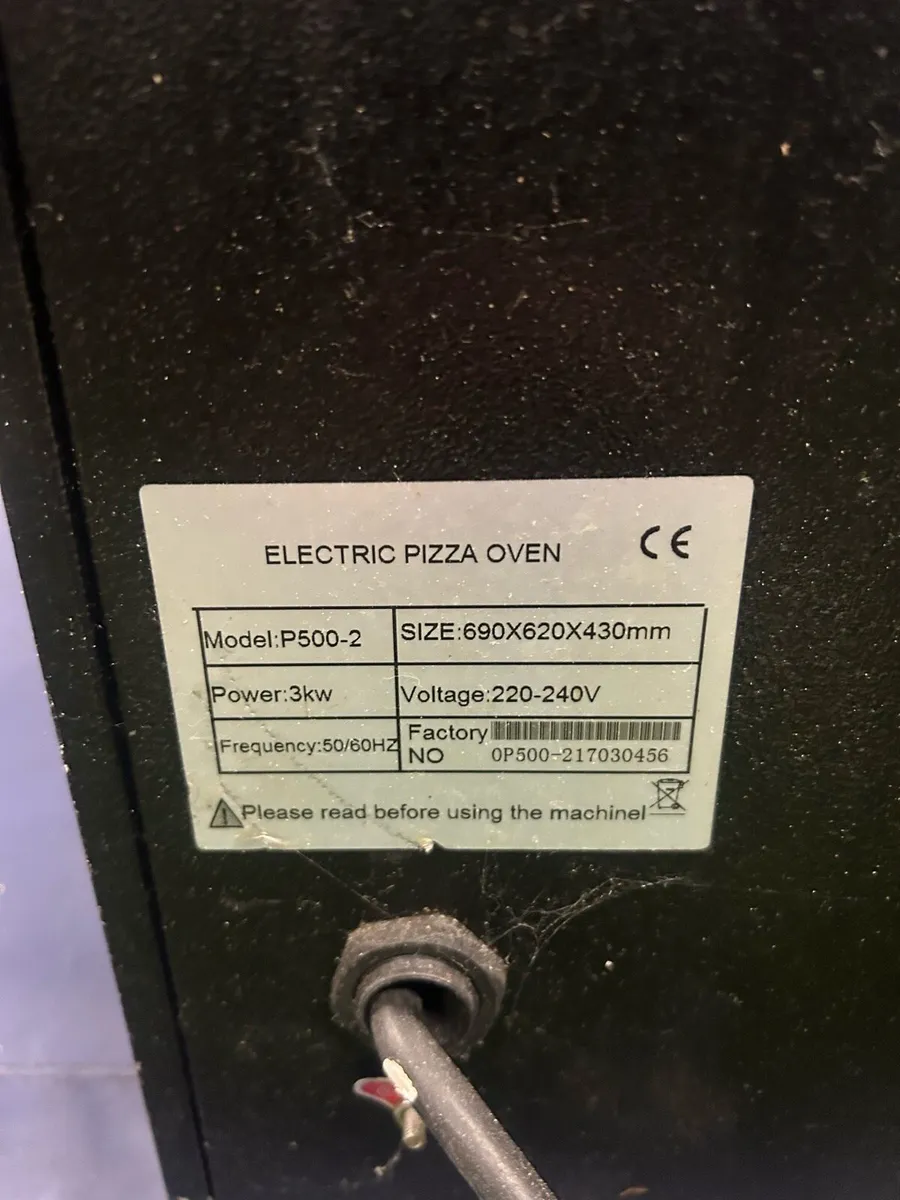 ELECTRIC PIZZA OVEN CE
Model:P500-2 SIZE:690X620X430mm
Power:3kw Voltage:220-240V
Frequency:50/60HZ Factory NO 0P500-217030456
Please read before using the machine!